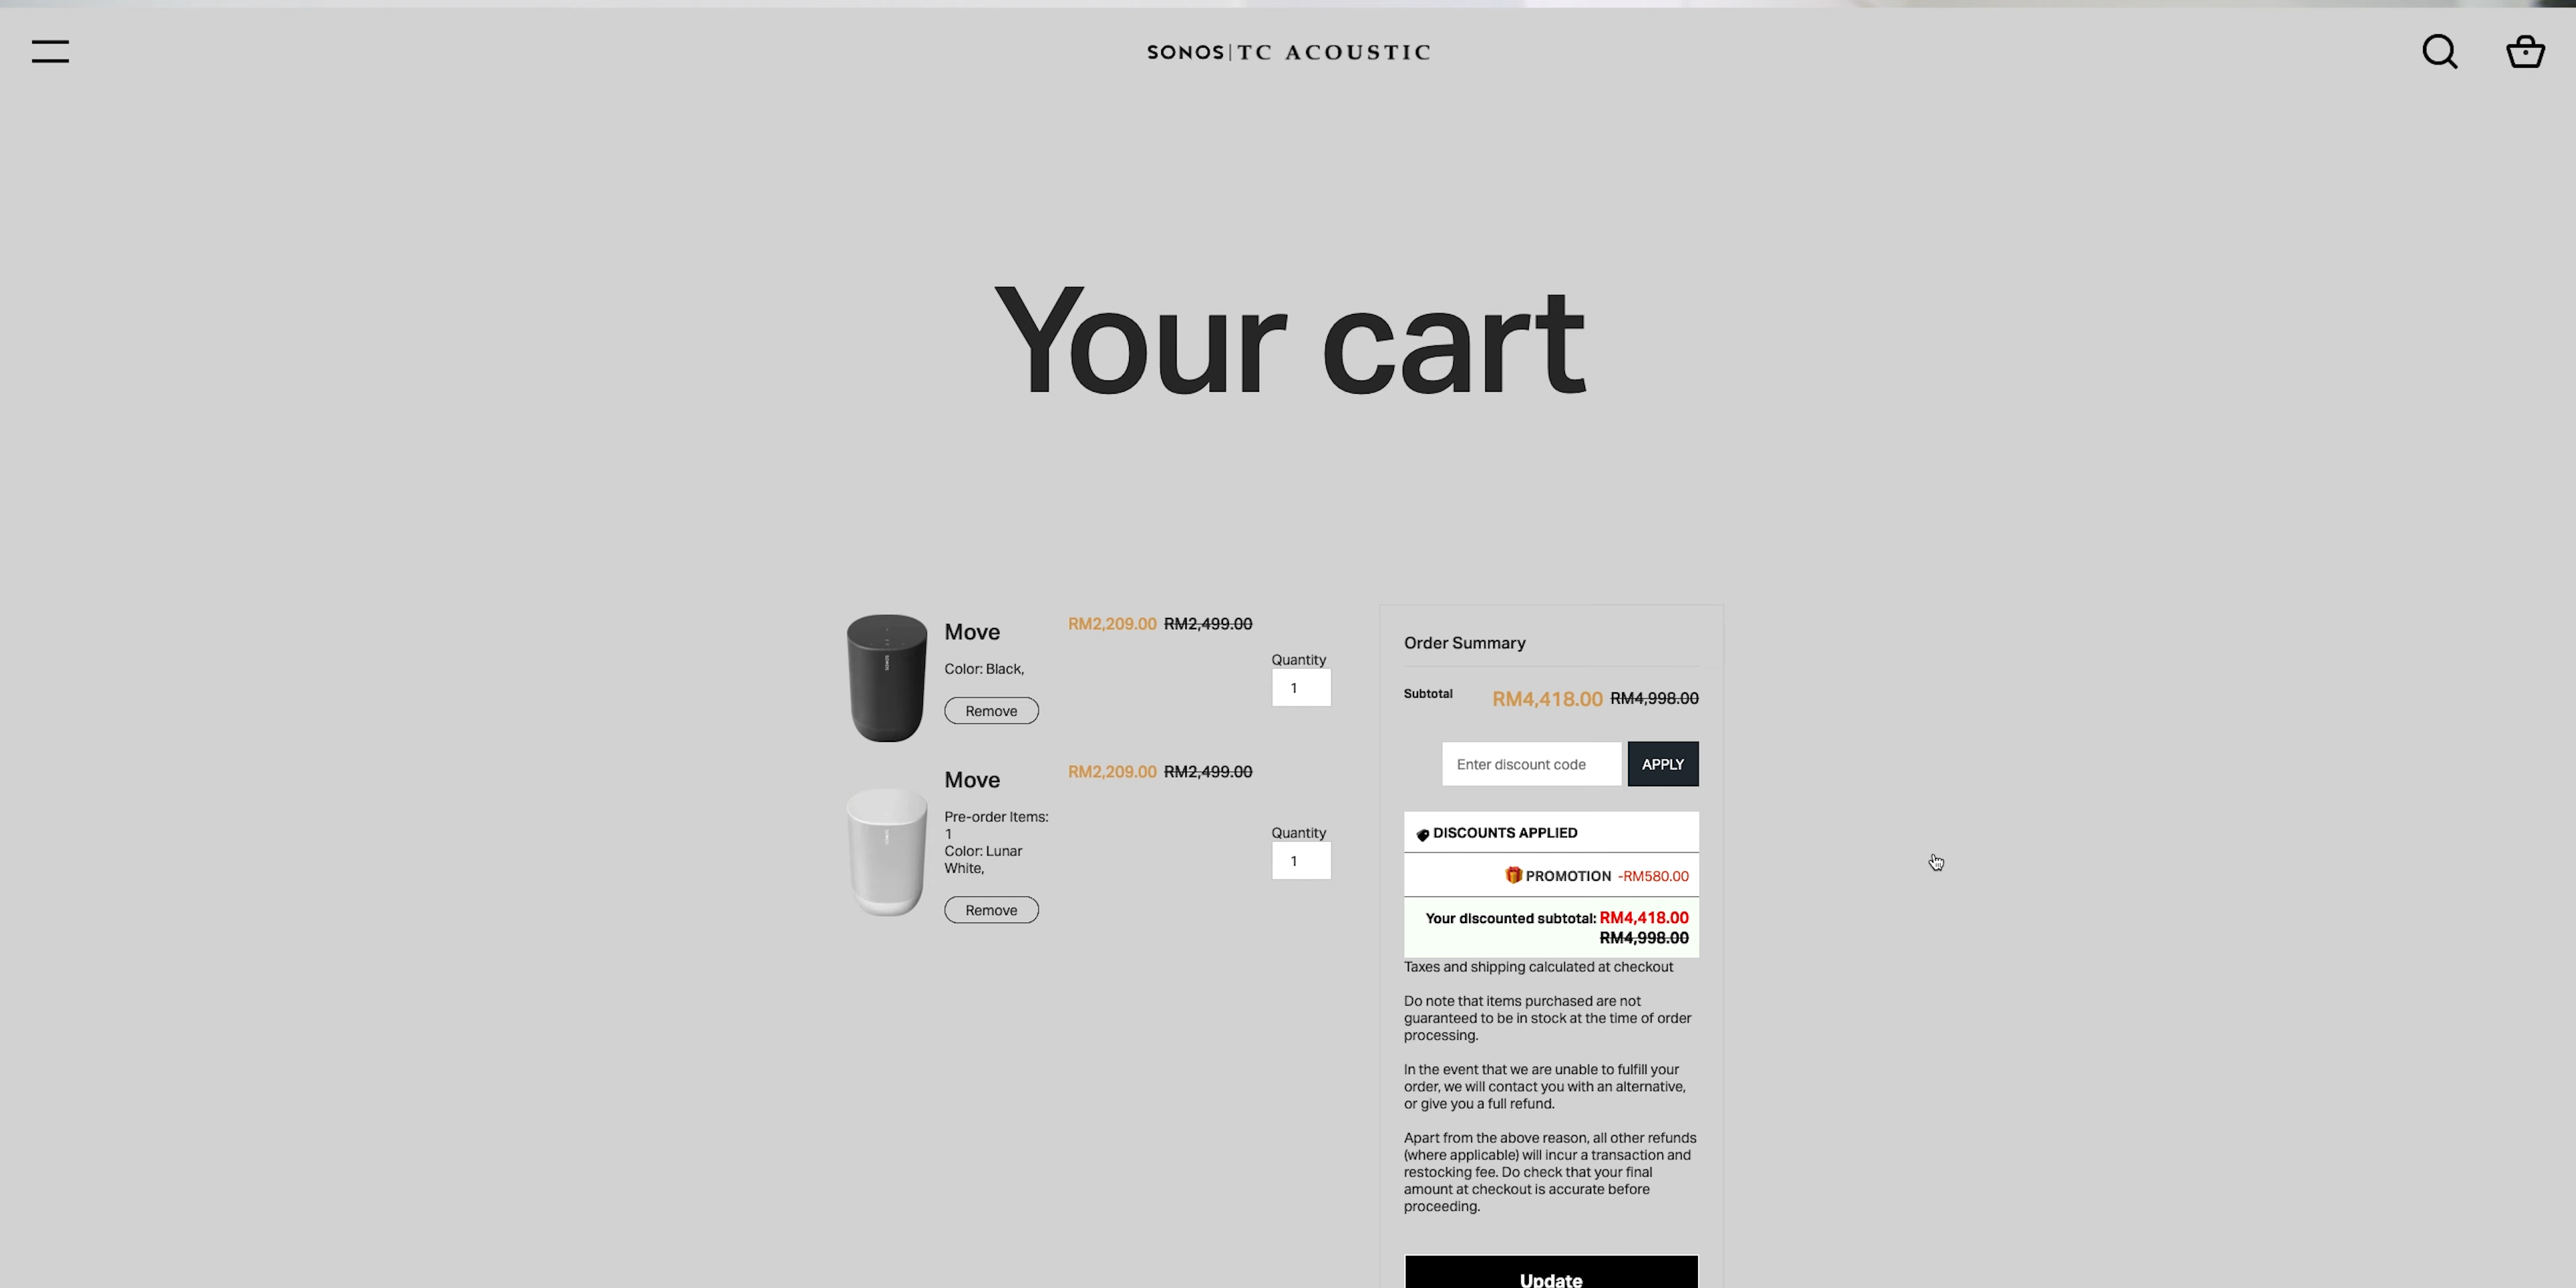 SONOS | TC ACOUSTIC
Your cart
Move
RM2,209.00 RM2,499.00
Color: Black,
Quantity
1
Remove
Move
RM2,209.00 RM2,499.00
Pre-order Items:
1
Color: Lunar
White,
Quantity
1
Remove
Order Summary
Subtotal RM4,418.00 RM4,998.00
Enter discount code APPLY
DISCOUNTS APPLIED
PROMOTION -RM580.00
Your discounted subtotal: RM4,418.00
RM4,998.00
Taxes and shipping calculated at checkout
Do note that items purchased are not
guaranteed to be in stock at the time of order
processing.
In the event that we are unable to fulfill your
order, we will contact you with an alternative,
or give you a full refund.
Apart from the above reason, all other refunds
(where applicable) will incur a transaction and
restocking fee. Do check that your final
amount at checkout is accurate before
proceeding.
Update